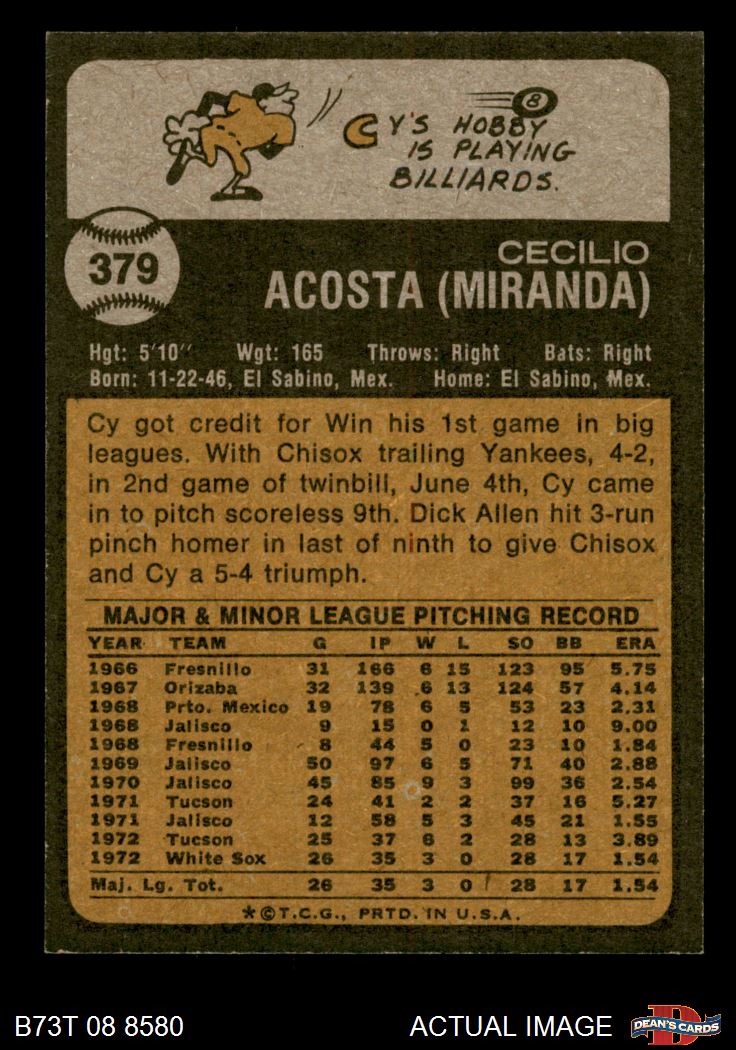 8
CY'S HOBBY
IS PLAYING
BILLIARDS.
379
CECILIO
ACOSTA (MIRANDA)
Hgt: 5'10" Wgt: 165 Throws: Right Bats: Right
Born: 11-22-46, El Sabino, Mex. Home: El Sabino, Mex.
Cy got credit for Win his 1st game in big
leagues. With Chisox trailing Yankees, 4-2,
in 2nd game of twinbill, June 4th, Cy came
in to pitch scoreless 9th. Dick Allen hit 3-run
pinch homer in last of ninth to give Chisox
and Cy a 5-4 triumph.
MAJOR & MINOR LEAGUE PITCHING RECORD
YEAR TEAM G IP W L SO BB ERA
1966 Fresnillo 31 166 6 15 123 95 5.75
1967 Orizaba 32 139 6 13 124 57 4.14
1968 Prto. Mexico 19 78 6 5 53 23 2.31
1968 Jalisco 9 15 0 1 12 10 9.00
1968 Fresnillo 8 44 5 0 23 10 1.84
1969 Jalisco 50 97 6 5 71 40 2.88
1970 Jalisco 45 85 9 3 99 36 2.54
1971 Tucson 24 41 2 2 37 16 5.27
1971 Jalisco 12 58 5 3 45 21 1.55
1972 Tucson 25 37 6 2 28 13 3.89
1972 White Sox 26 35 3 0 28 17 1.54
Maj. Lg. Tot. 26 35 3 0 28 17 1.54
*©T.C.G., PRTD. IN U.S.A.
B73T 08 8580 ACTUAL IMAGE D DEAN'S CARDS